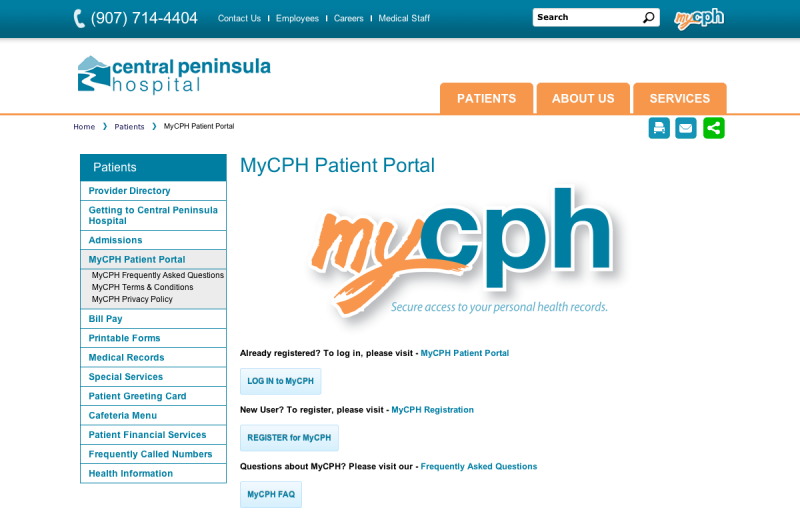 (907) 714-4404 Contact Us Employees Careers Medical Staff Search mycph
central peninsula
hospital
PATIENTS ABOUT US SERVICES
Home Patients MyCPH Patient Portal
Patients
Provider Directory
Getting to Central Peninsula
Hospital
Admissions
MyCPH Patient Portal
MyCPH Frequently Asked Questions
MyCPH Terms & Conditions
MyCPH Privacy Policy
Bill Pay
Printable Forms
Medical Records
Special Services
Patient Greeting Card
Cafeteria Menu
Patient Financial Services
Frequently Called Numbers
Health Information
MyCPH Patient Portal
mycph
Secure access to your personal health records.
Already registered? To log in, please visit - MyCPH Patient Portal
LOG IN to MyCPH
New User? To register, please visit - MyCPH Registration
REGISTER for MyCPH
Questions about MyCPH? Please visit our - Frequently Asked Questions
MyCPH FAQ